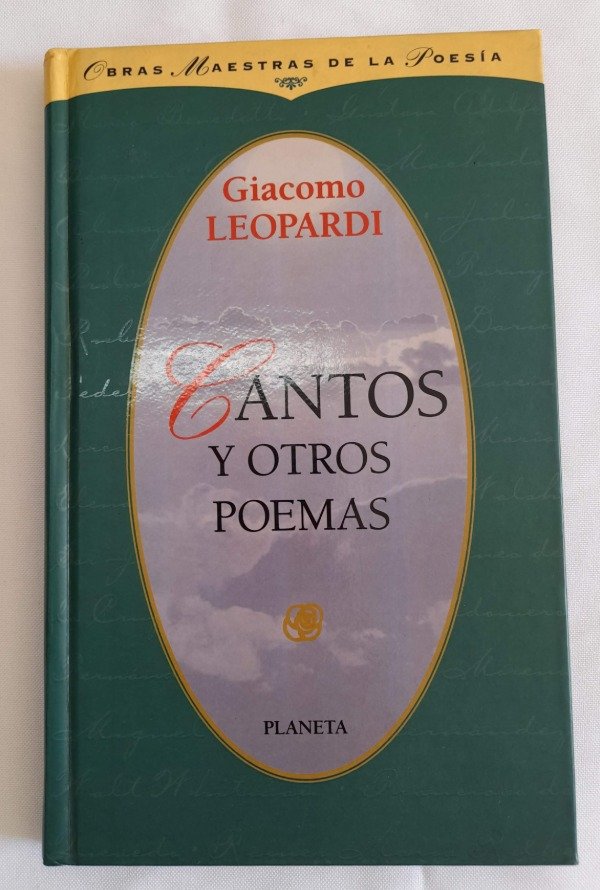 OBRAS MAESTRAS DE LA POESÍA
Giacomo
LEOPARDI
CANTOS
Y OTROS
POEMAS
PLANETA